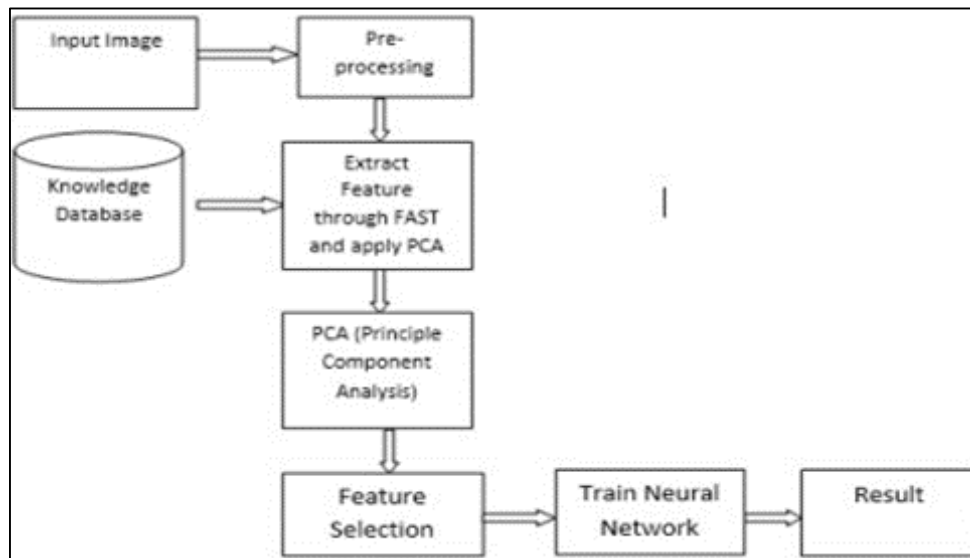 Input Image
Pre-
processing
Knowledge
Database
Extract
Feature
through FAST
and apply PCA
PCA (Principle
Component
Analysis)
Feature
Selection
Train Neural
Network
Result